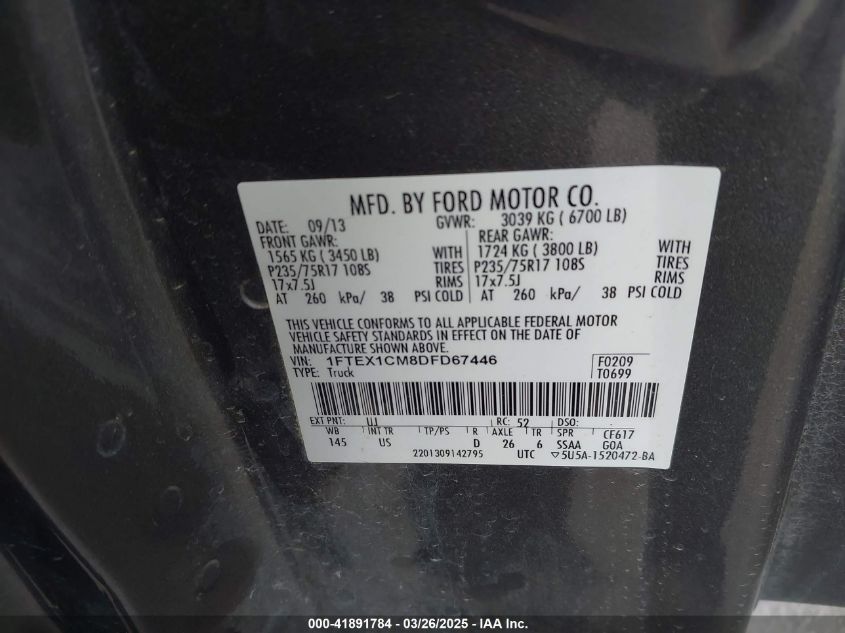 MFD. BY FORD MOTOR CO.
DATE: 09/13 GVWR: 3039 KG ( 6700 LB)
FRONT GAWR: REAR GAWR:
1565 KG ( 3450 LB) WITH 1724 KG ( 3800 LB) WITH
P235/75R17 108S TIRES P235/75R17 108S TIRES
17x7.5J RIMS 17x7.5J RIMS
AT 260 kPa/ 38 PSI COLD AT 260 kPa/ 38 PSI COLD
THIS VEHICLE CONFORMS TO ALL APPLICABLE FEDERAL MOTOR
VEHICLE SAFETY STANDARDS IN EFFECT ON THE DATE OF
MANUFACTURE SHOWN ABOVE.
VIN: 1FTEX1CM8DFD67446 F0209
TYPE: Truck T0699
EXT PNT: UJ RC: 52 DSO:
WB INT TR TP/PS R AXLE TR SPR CF617
145 US D 26 6 SSAA GOA
2201309142795 UTC ▽5U5A-1520472-BA
000-41891784 — 03/26/2025 - IAA Inc.